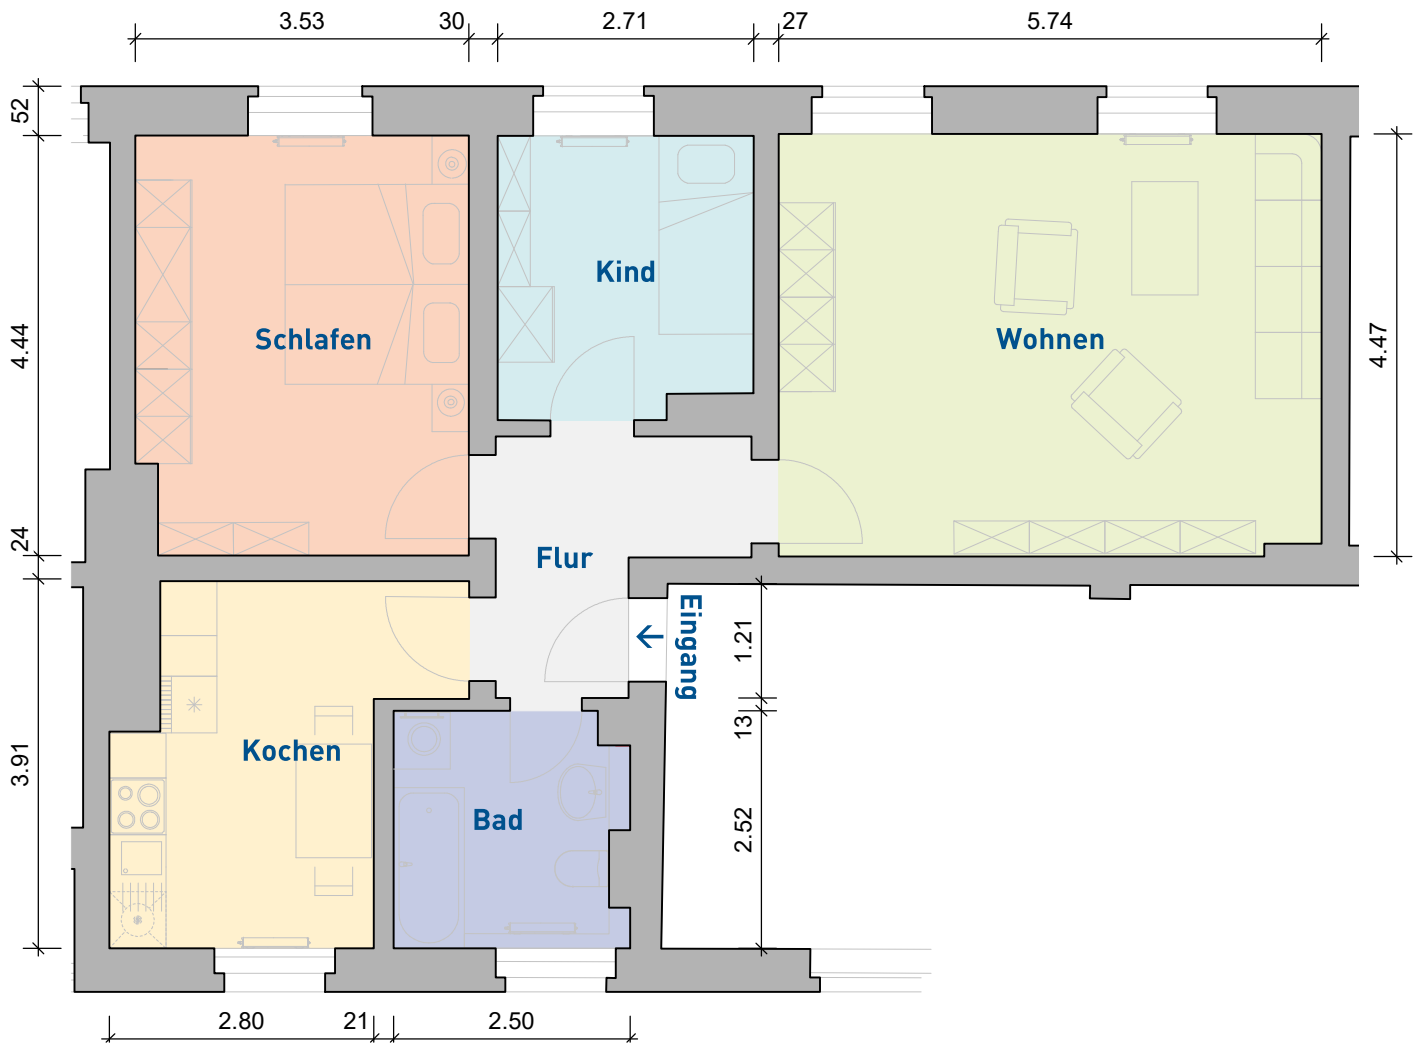 3.53 30 2.71 27 5.74
52
4.44
24
3.91
4.47
Kind
Schlafen
Wohnen
Flur
Eingang
←
1.21
13
2.52
Kochen
Bad
2.80 21 2.50